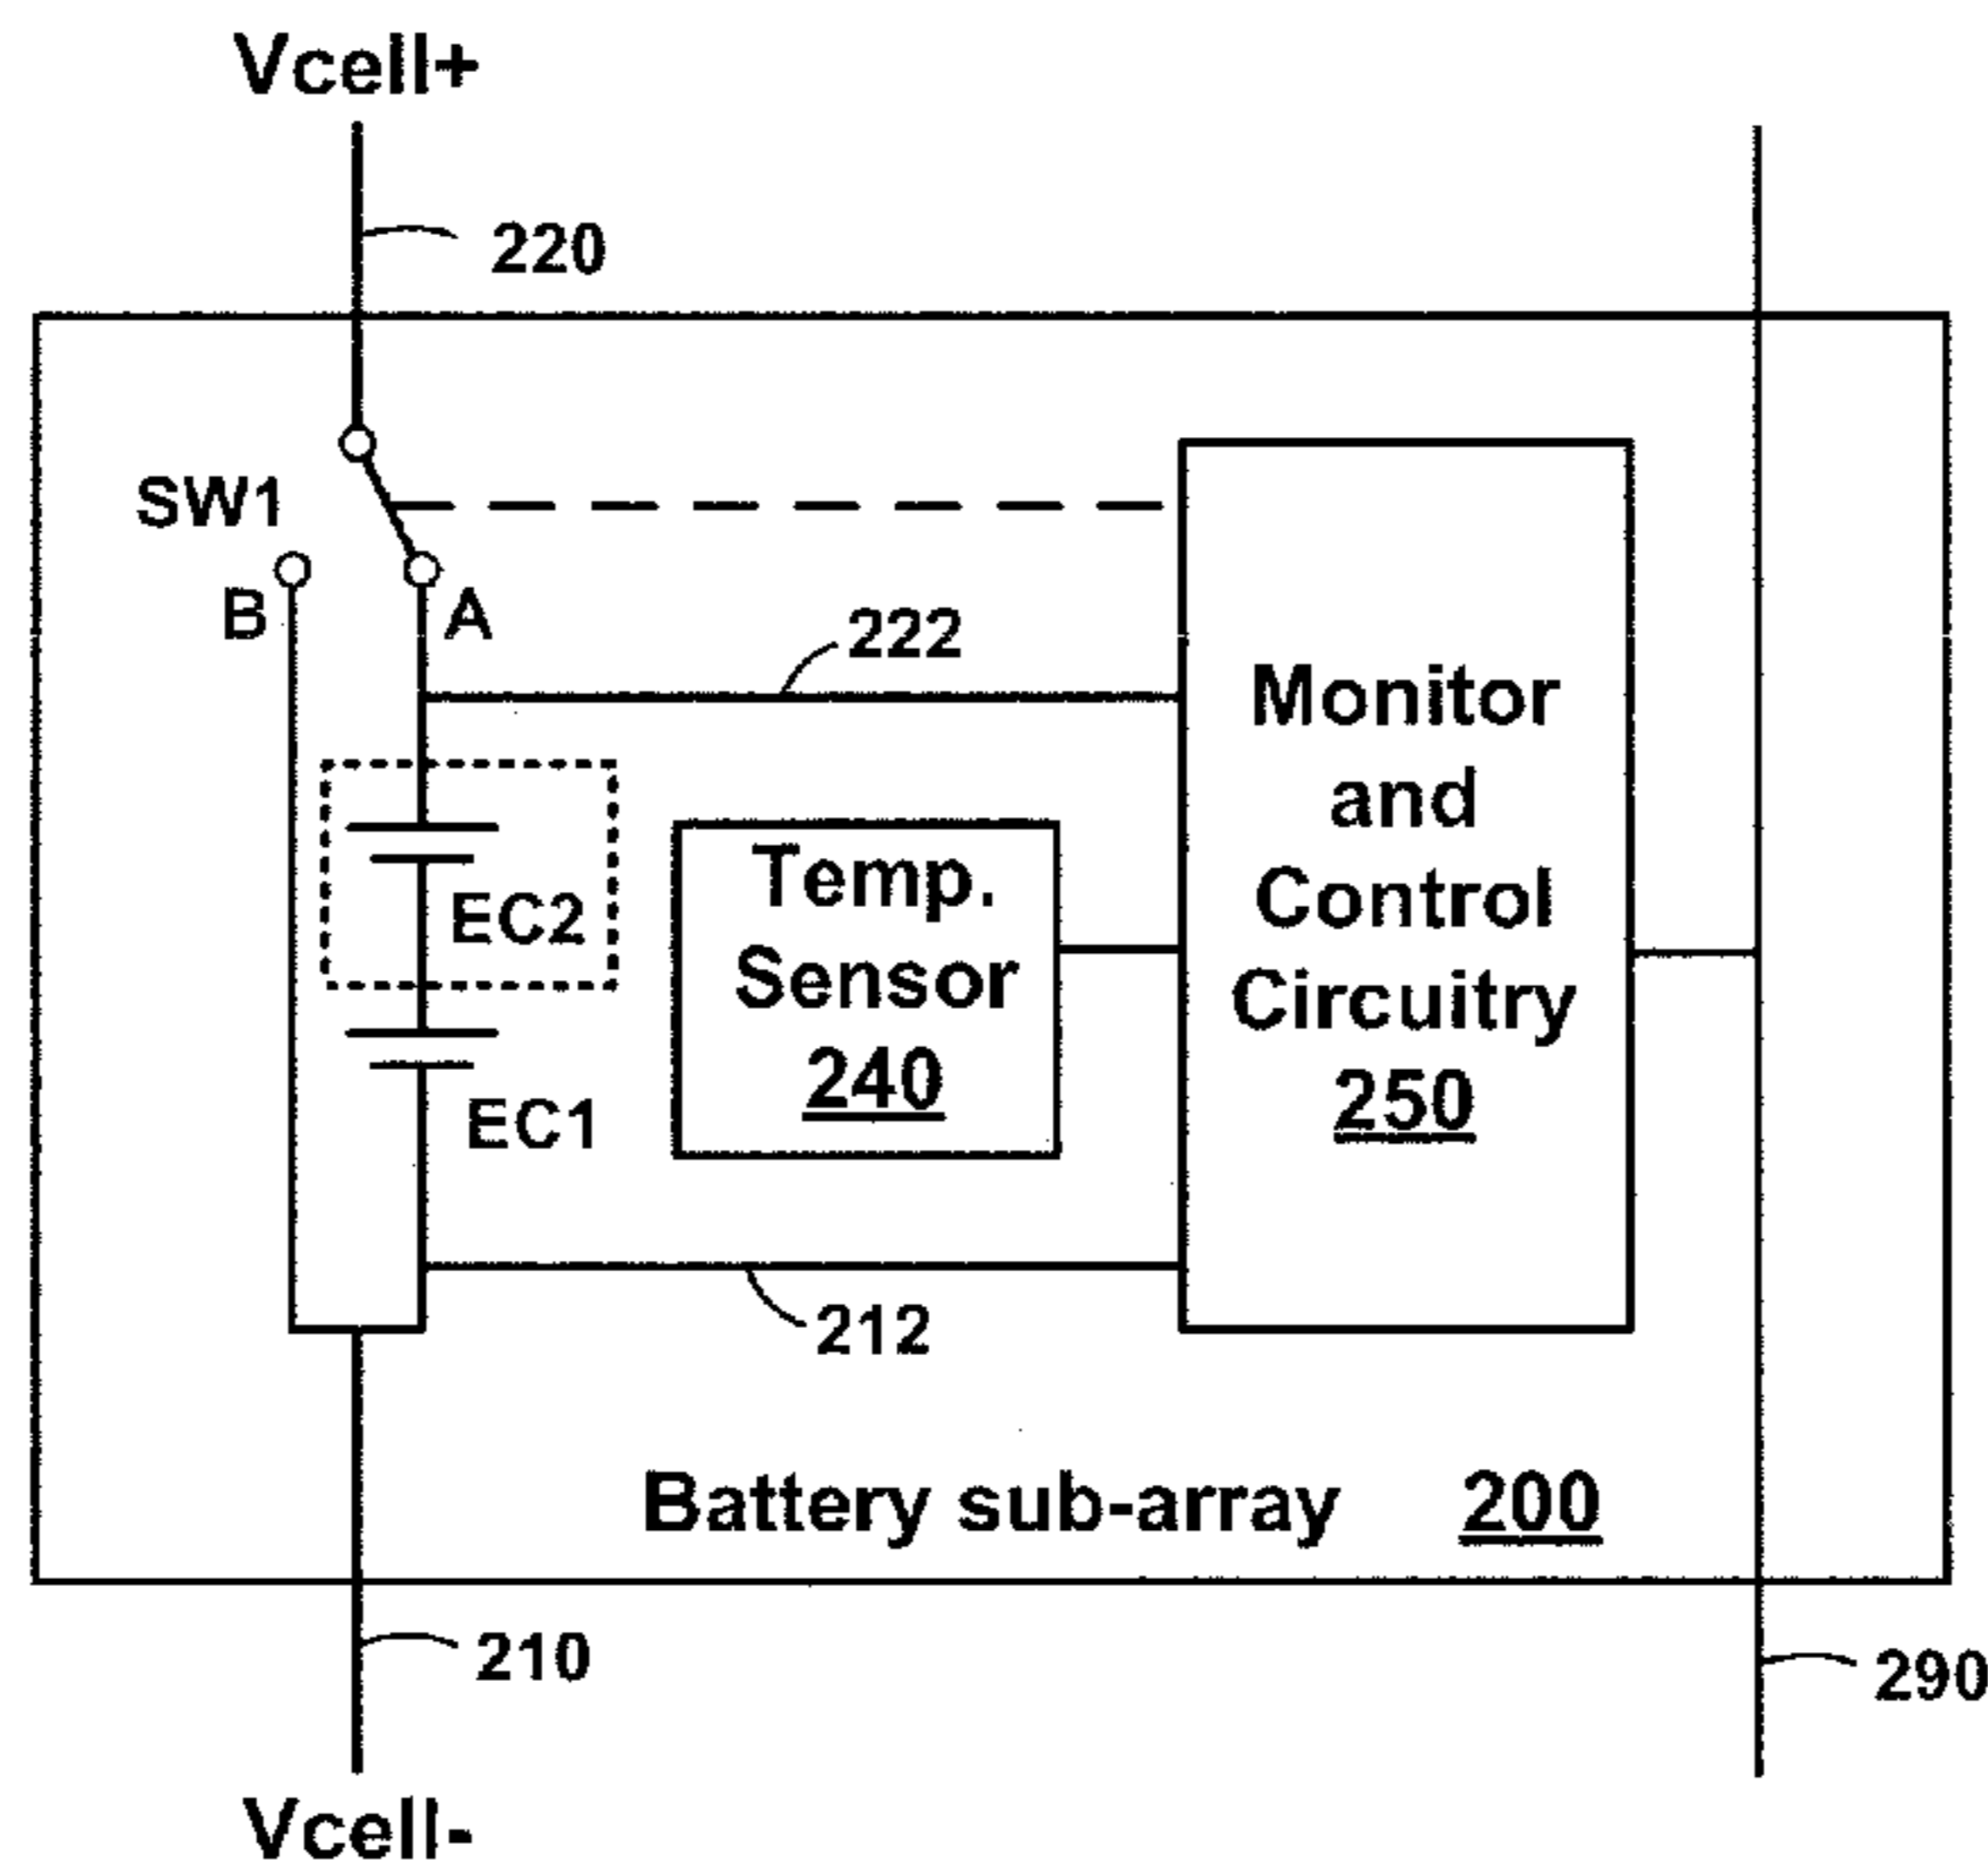 Vcell+
220
SW1
B
A
222
Monitor
and
Control
Circuitry
250
Temp.
Sensor
240
EC2
EC1
212
Battery sub-array 200
210
290
Vcell-